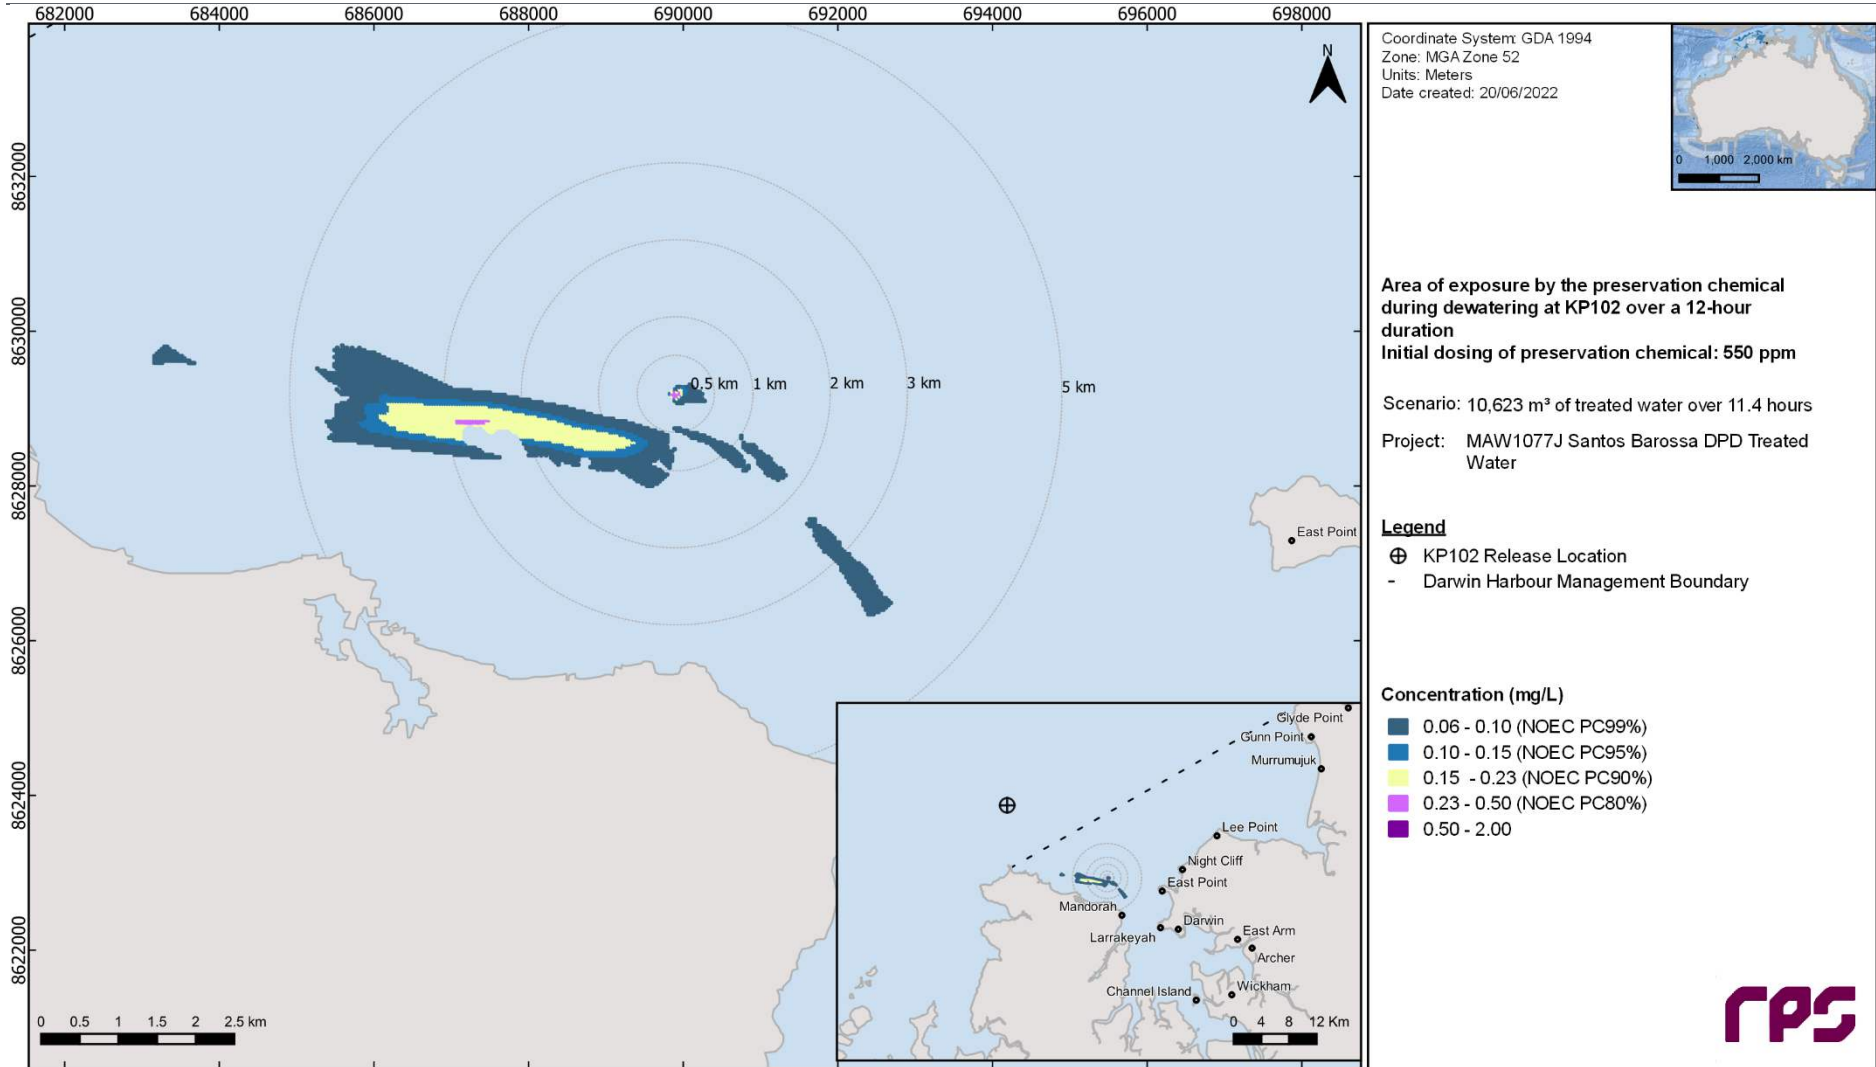 682000
684000
686000
688000
690000
692000
694000
696000
698000
8632000
8630000
8628000
8626000
8624000
8622000
N
0.5 km
1 km
2 km
3 km
5 km
East Point
0 0.5 1 1.5 2 2.5 km
Glyde Point
Gunn Point
Murrumujuk
Lee Point
Night Cliff
East Point
Mandorah
Darwin
Larrakeyah
East Arm
Archer
Channel Island
Wickham
0 4 8 12 Km
Coordinate System: GDA 1994
Zone: MGA Zone 52
Units: Meters
Date created: 20/06/2022
0 1,000 2,000 km
Area of exposure by the preservation chemical
during dewatering at KP102 over a 12-hour
duration
Initial dosing of preservation chemical: 550 ppm
Scenario: 10,623 m³ of treated water over 11.4 hours
Project: MAW1077J Santos Barossa DPD Treated
Water
Legend
KP102 Release Location
Darwin Harbour Management Boundary
Concentration (mg/L)
0.06 - 0.10 (NOEC PC99%)
0.10 - 0.15 (NOEC PC95%)
0.15 - 0.23 (NOEC PC90%)
0.23 - 0.50 (NOEC PC80%)
0.50 - 2.00
rps